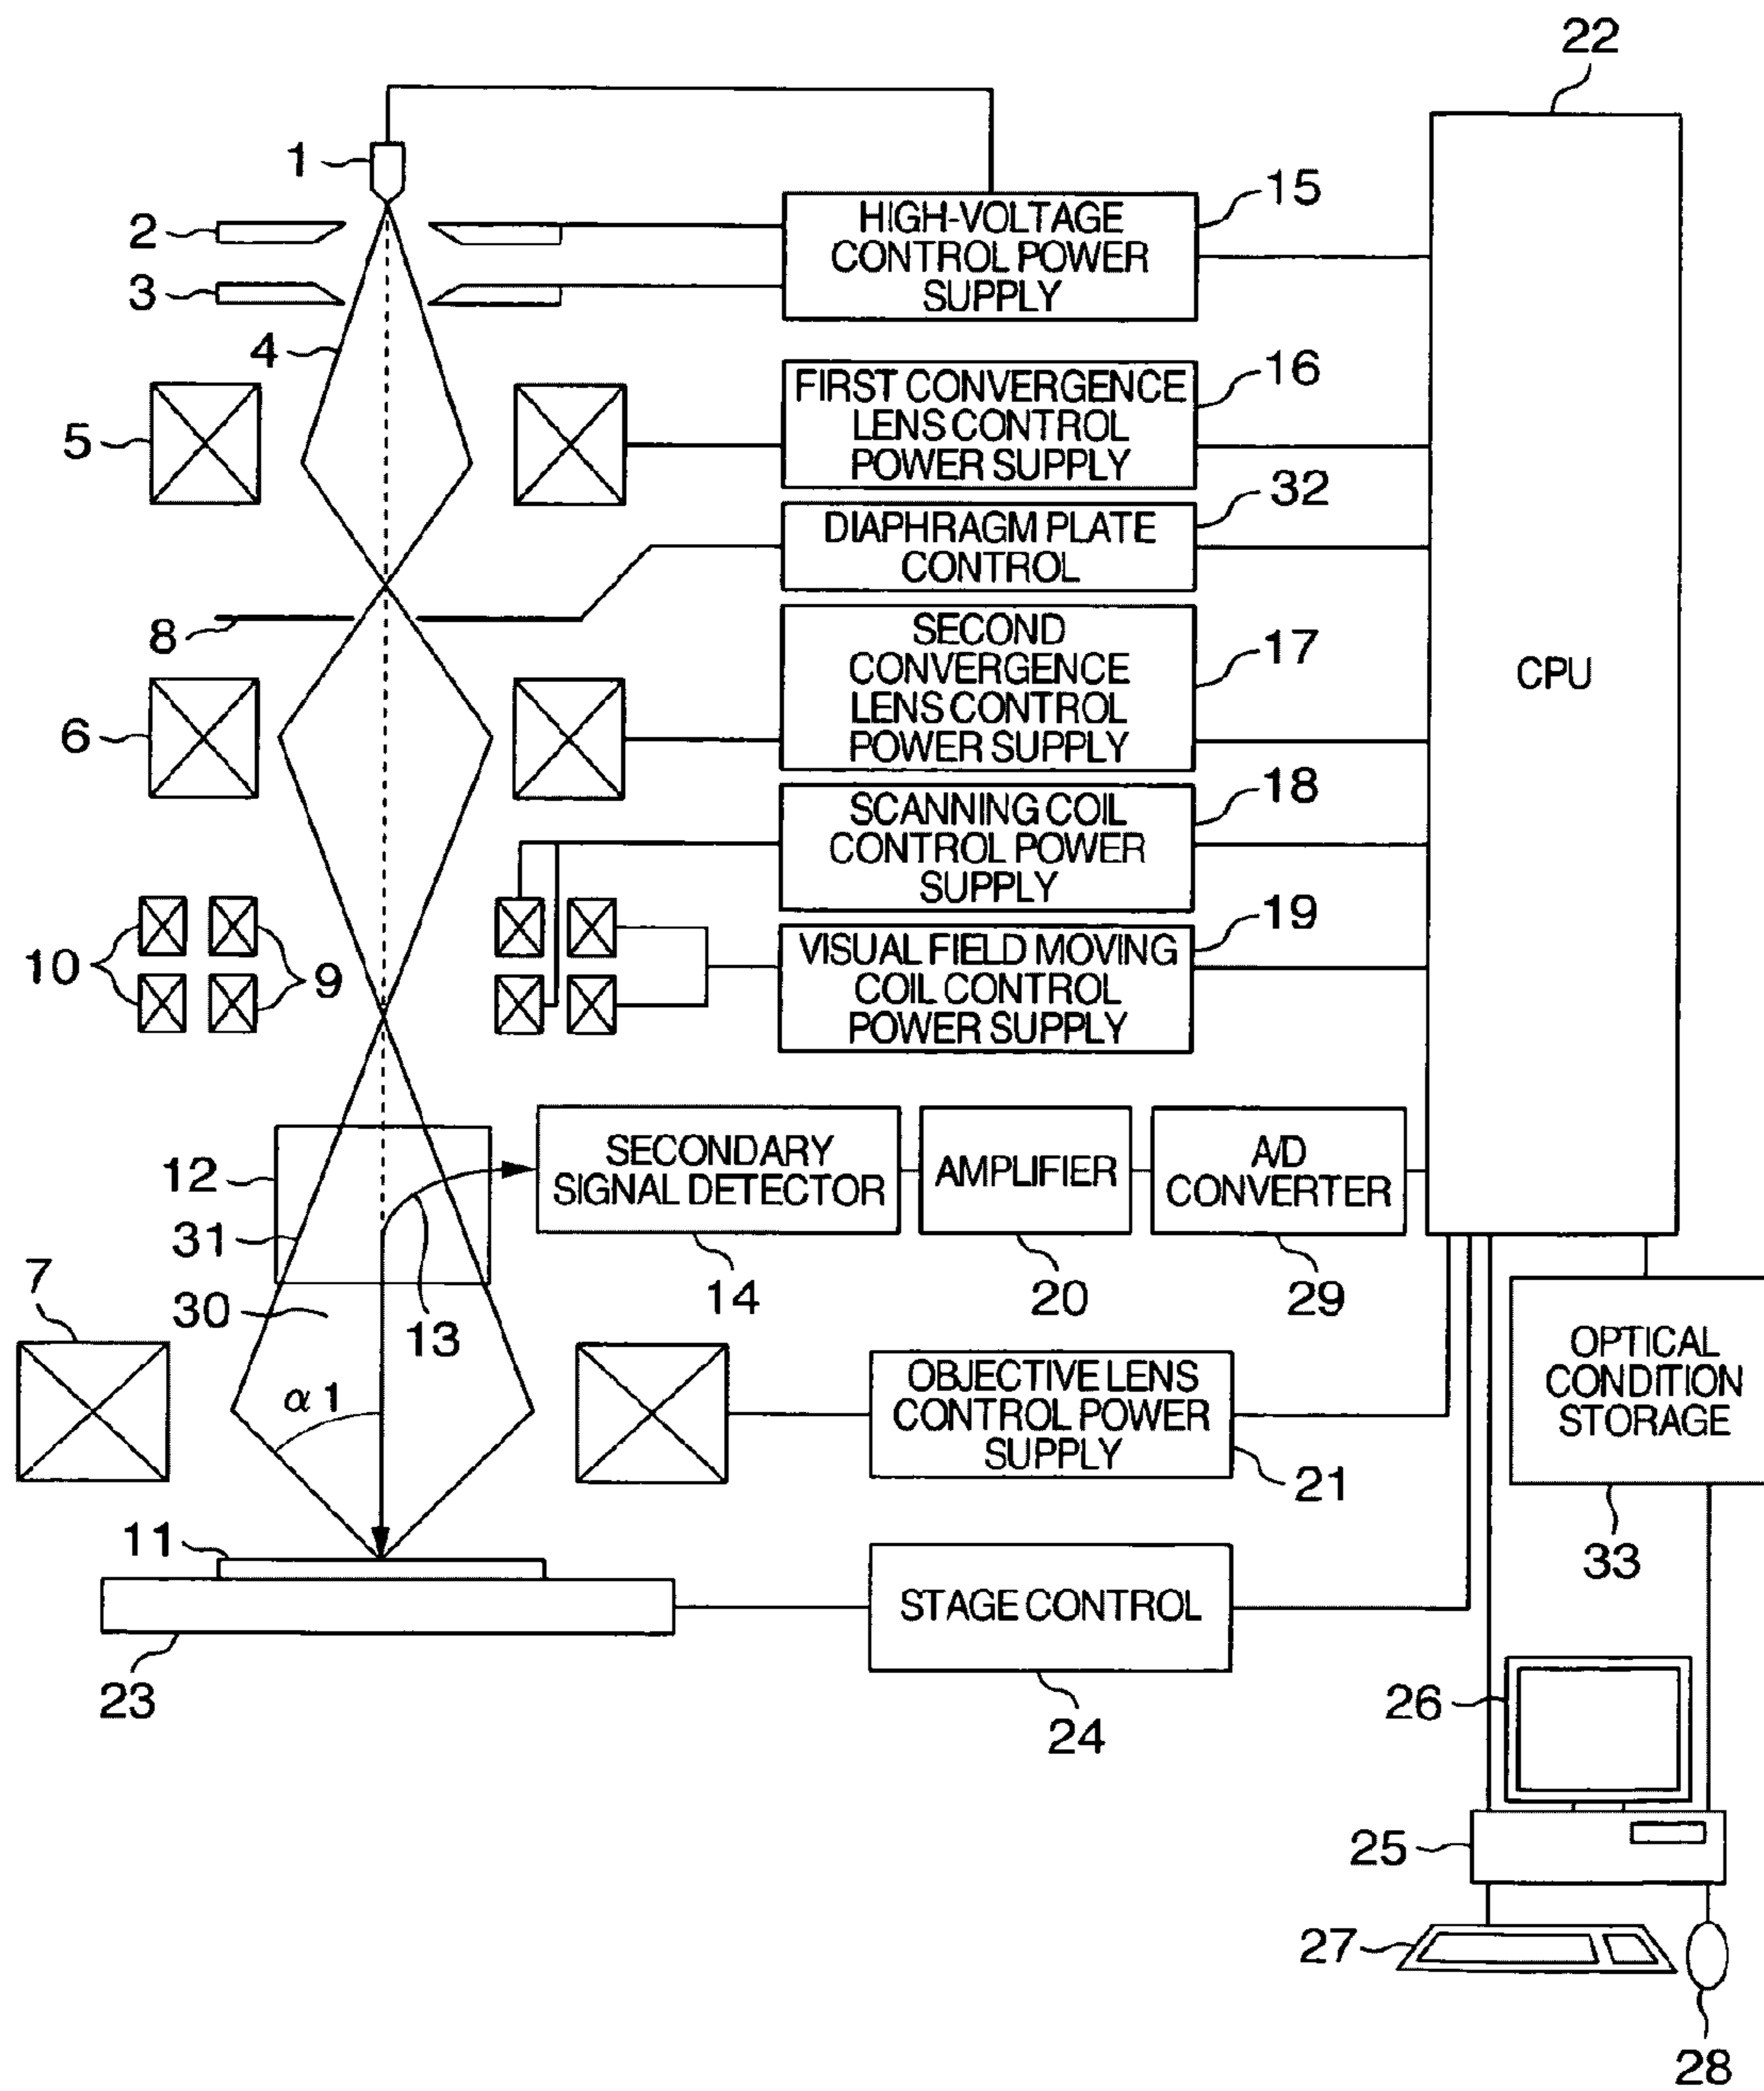 22
1
15
HIGH-VOLTAGE
CONTROL POWER
SUPPLY
2
3
4
16
FIRST CONVERGENCE
LENS CONTROL
POWER SUPPLY
5
32
DIAPHRAGM PLATE
CONTROL
8
SECOND
CONVERGENCE
LENS CONTROL
POWER SUPPLY
17
CPU
6
18
SCANNING COIL
CONTROL POWER
SUPPLY
19
10
9
VISUAL FIELD MOVING
COIL CONTROL
POWER SUPPLY
12
SECONDARY
SIGNAL DETECTOR
AMPLIFIER
A/D
CONVERTER
31
14
20
29
7
30
13
α1
OBJECTIVE LENS
CONTROL POWER
SUPPLY
21
OPTICAL
CONDITION
STORAGE
33
11
STAGE CONTROL
23
24
26
25
27
28